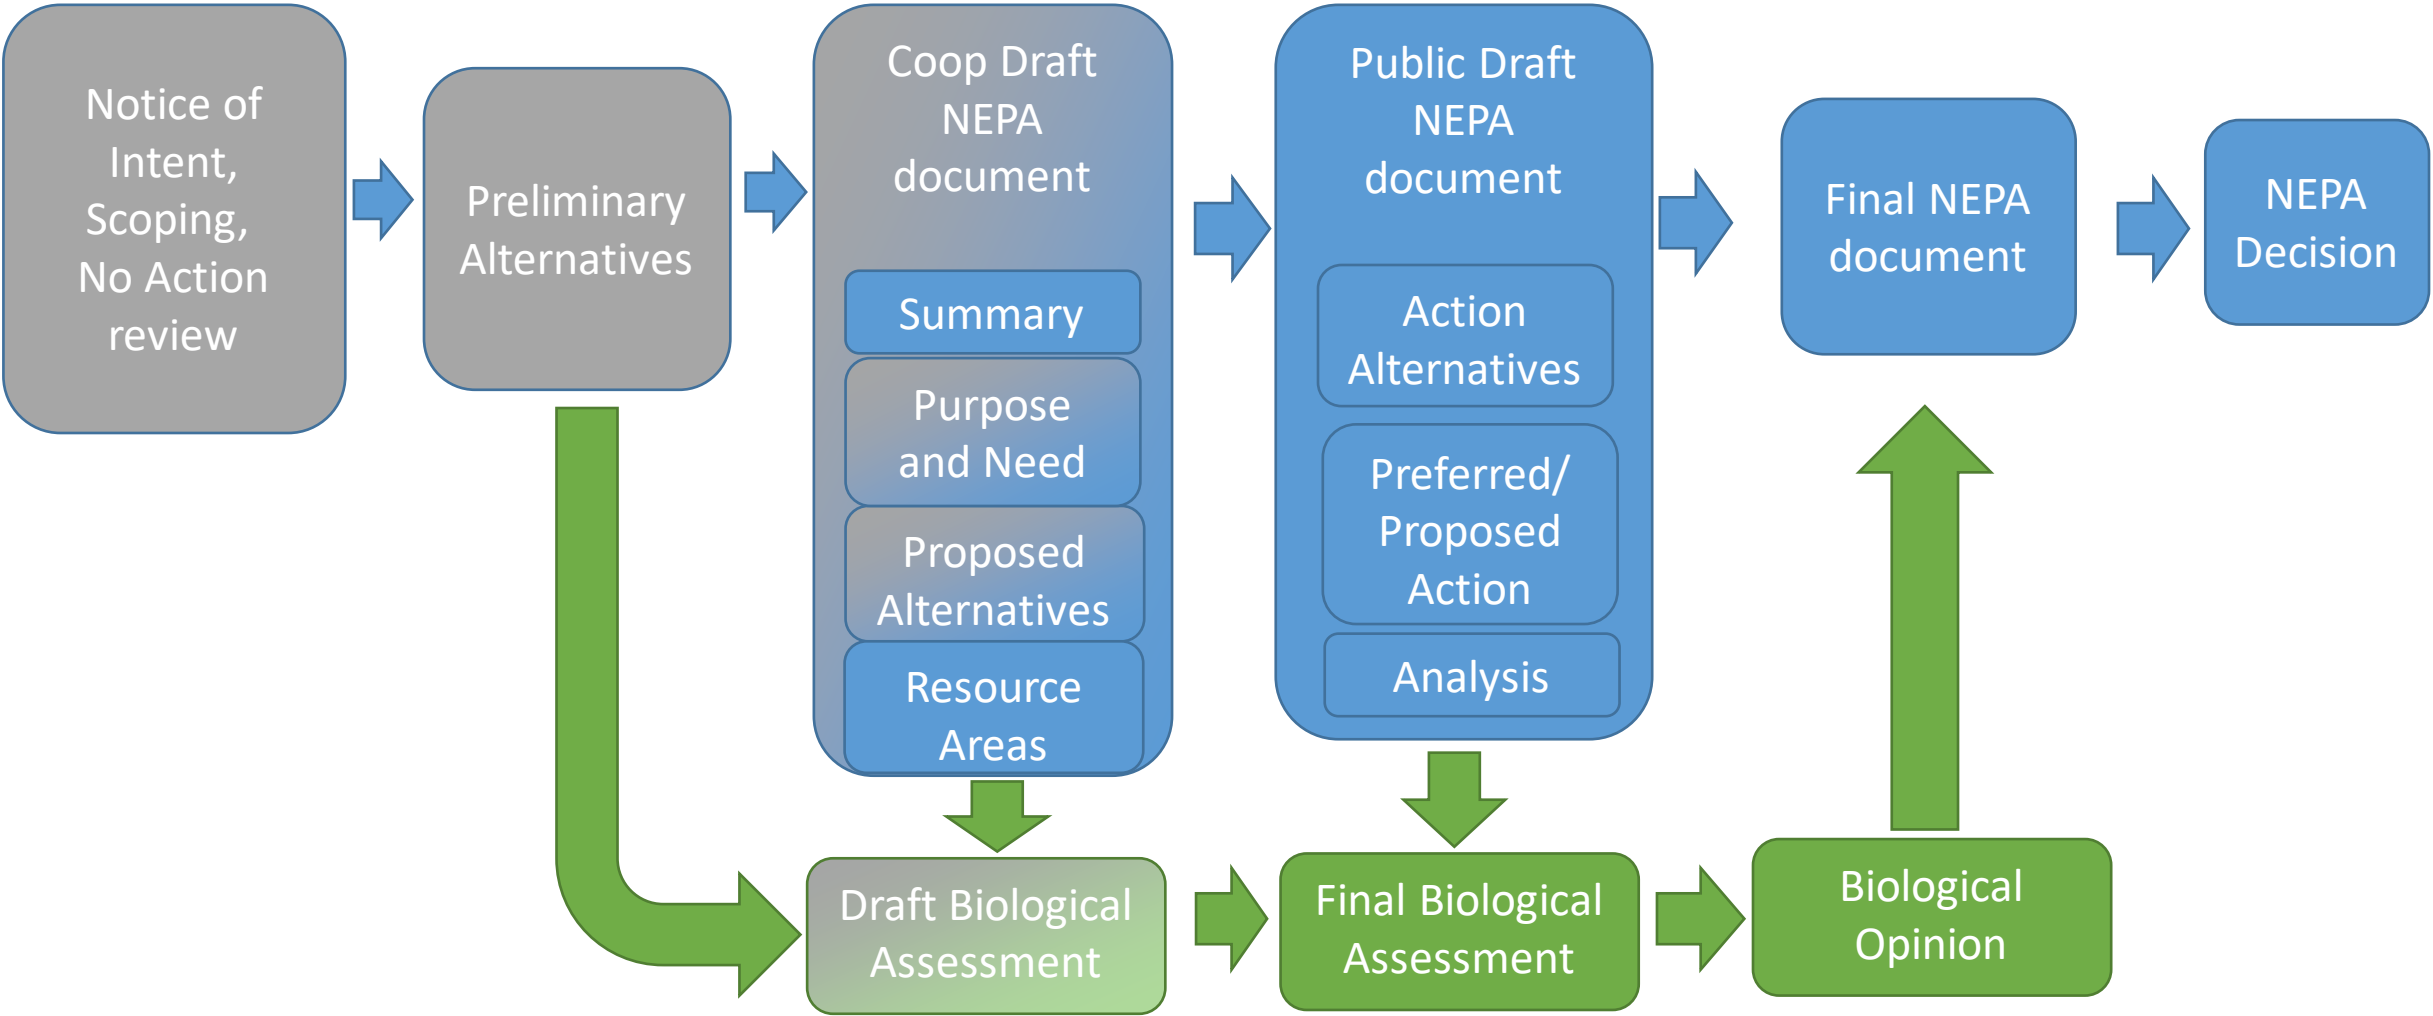 Notice of
Intent,
Scoping,
No Action
review
Preliminary
Alternatives
Coop Draft
NEPA
document
Summary
Purpose
and Need
Proposed
Alternatives
Resource
Areas
Public Draft
NEPA
document
Action
Alternatives
Preferred/
Proposed
Action
Analysis
Final NEPA
document
NEPA
Decision
Draft Biological
Assessment
Final Biological
Assessment
Biological
Opinion